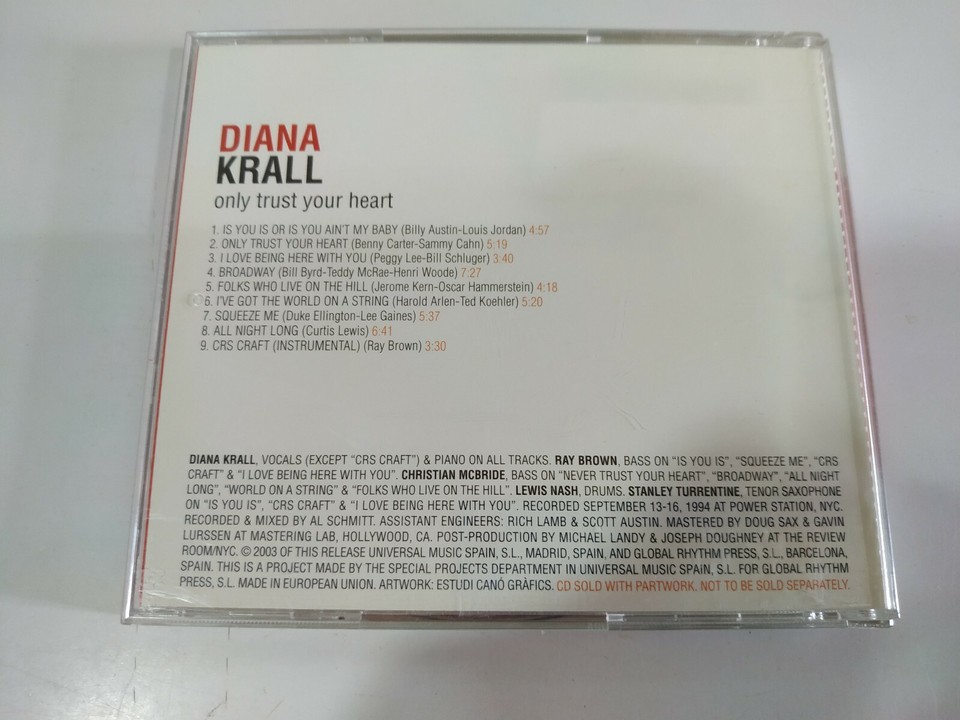 DIANA
KRALL
only trust your heart
1. IS YOU IS OR IS YOU AIN'T MY BABY (Billy Austin-Louis Jordan) 4:57
2. ONLY TRUST YOUR HEART (Benny Carter-Sammy Cahn) 5:19
3. I LOVE BEING HERE WITH YOU (Peggy Lee-Bill Schluger) 3:40
4. BROADWAY (Bill Byrd-Teddy McRae-Henri Woode) 7:27
5. FOLKS WHO LIVE ON THE HILL (Jerome Kern-Oscar Hammerstein) 4:18
6. I'VE GOT THE WORLD ON A STRING (Harold Arlen-Ted Koehler) 5:20
7. SQUEEZE ME (Duke Ellington-Lee Gaines) 5:37
8. ALL NIGHT LONG (Curtis Lewis) 6:41
9. CRS CRAFT (INSTRUMENTAL) (Ray Brown) 3:30
DIANA KRALL, VOCALS (EXCEPT "CRS CRAFT") & PIANO ON ALL TRACKS. RAY BROWN, BASS ON "IS YOU IS", "SQUEEZE ME", "CRS
CRAFT" & "I LOVE BEING HERE WITH YOU". CHRISTIAN MCBRIDE, BASS ON "NEVER TRUST YOUR HEART", "BROADWAY", "ALL NIGHT
LONG", "WORLD ON A STRING" & "FOLKS WHO LIVE ON THE HILL". LEWIS NASH, DRUMS. STANLEY TURRENTINE, TENOR SAXOPHONE
ON "IS YOU IS", "CRS CRAFT" & "I LOVE BEING HERE WITH YOU". RECORDED SEPTEMBER 13-16, 1994 AT POWER STATION, NYC.
RECORDED & MIXED BY AL SCHMITT. ASSISTANT ENGINEERS: RICH LAMB & SCOTT AUSTIN. MASTERED BY DOUG SAX & GAVIN
LURSSEN AT MASTERING LAB, HOLLYWOOD, CA. POST-PRODUCTION BY MICHAEL LANDY & JOSEPH DOUGHNEY AT THE REVIEW
ROOM/NYC. © 2003 OF THIS RELEASE UNIVERSAL MUSIC SPAIN, S.L., MADRID, SPAIN, AND GLOBAL RHYTHM PRESS, S.L., BARCELONA,
SPAIN. THIS IS A PROJECT MADE BY THE SPECIAL PROJECTS DEPARTMENT IN UNIVERSAL MUSIC SPAIN, S.L. FOR GLOBAL RHYTHM
PRESS, S.L. MADE IN EUROPEAN UNION. ARTWORK: ESTUDI CANÓ GRÀFICS. CD SOLD WITH PARTWORK. NOT TO BE SOLD SEPARATELY.